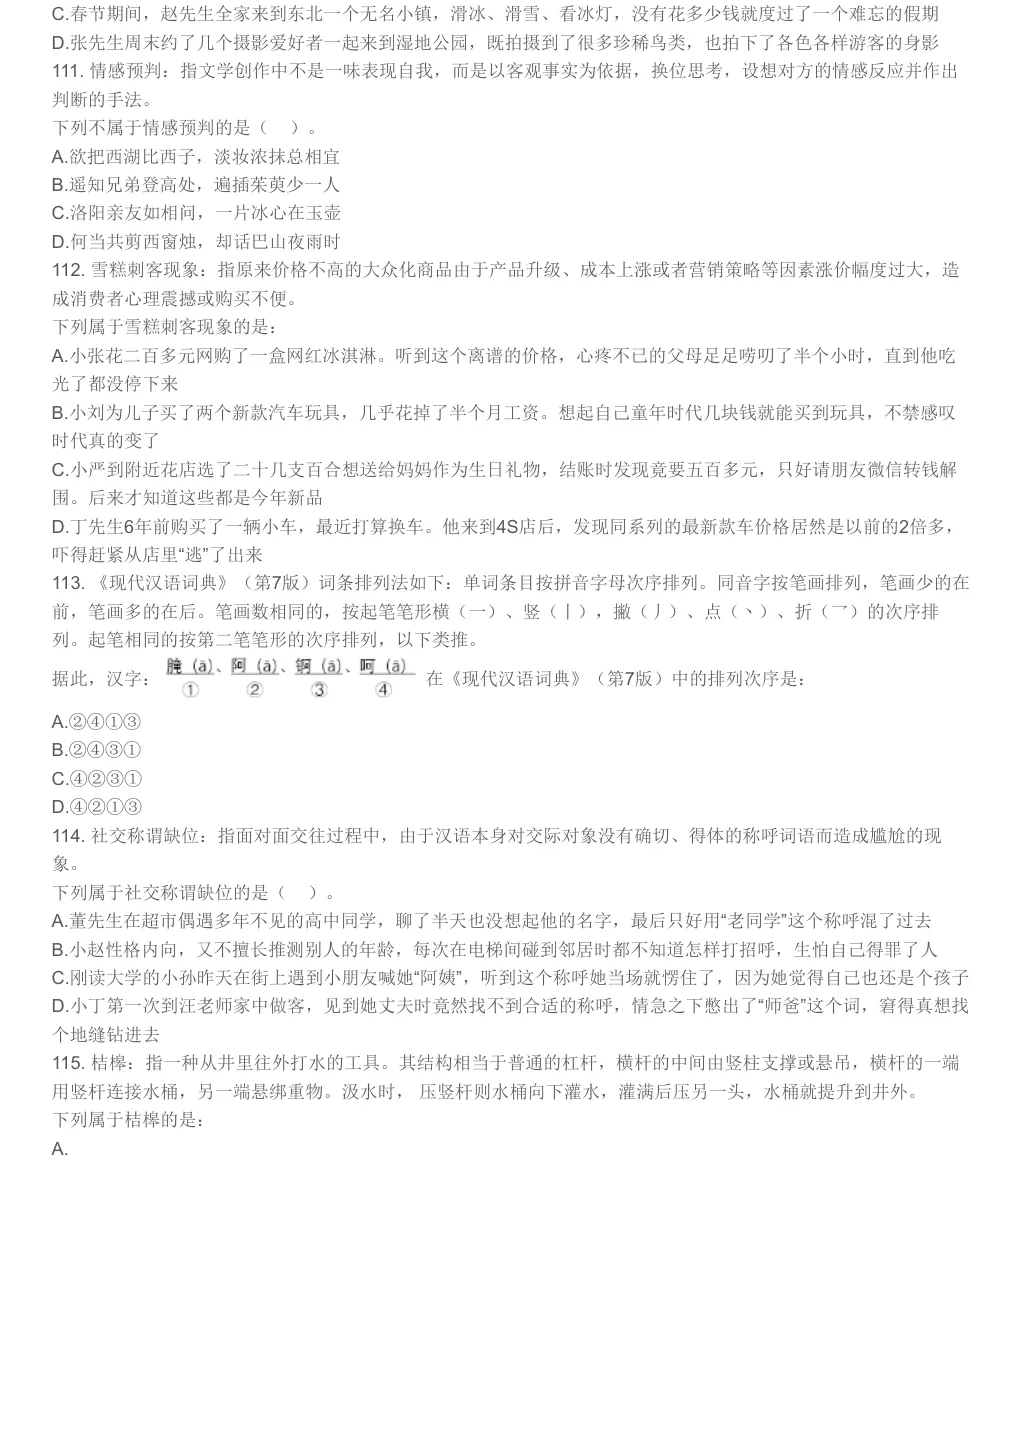 C.春节期间，赵先生全家来到东北一个无名小镇，滑冰、滑雪、看冰灯，没有花多少钱就度过了一个难忘的假期
D.张先生周末约了几个摄影爱好者一起来到湿地公园，既拍摄到了很多珍稀鸟类，也拍下了各色各样游客的身影
111. 情感预判：指文学创作中不是一味表现自我，而是以客观事实为依据，换位思考，设想对方的情感反应并作出
判断的手法。
下列不属于情感预判的是（　）。
A.欲把西湖比西子，淡妆浓抹总相宜
B.遥知兄弟登高处，遍插茱萸少一人
C.洛阳亲友如相问，一片冰心在玉壶
D.何当共剪西窗烛，却话巴山夜雨时
112. 雪糕刺客现象：指原来价格不高的大众化商品由于产品升级、成本上涨或者营销策略等因素涨价幅度过大，造
成消费者心理震撼或购买不便。
下列属于雪糕刺客现象的是：
A.小张花二百多元网购了一盒网红冰淇淋。听到这个离谱的价格，心疼不已的父母足足唠叨了半个小时，直到他吃
光了都没停下来
B.小刘为儿子买了两个新款汽车玩具，几乎花掉了半个月工资。想起自己童年时代几块钱就能买到玩具，不禁感叹
时代真的变了
C.小严到附近花店选了二十几支百合想送给妈妈作为生日礼物，结账时发现竟要五百多元，只好请朋友微信转钱解
围。后来才知道这些都是今年新品
D.丁先生6年前购买了一辆小车，最近打算换车。他来到4S店后，发现同系列的最新款车价格居然是以前的2倍多，
吓得赶紧从店里“逃”了出来
113. 《现代汉语词典》（第7版）词条排列法如下：单词条目按拼音字母次序排列。同音字按笔画排列，笔画少的在
前，笔画多的在后。笔画数相同的，按起笔笔形横（一）、竖（丨），撇（丿）、点（丶）、折（乛）的次序排
列。起笔相同的按第二笔笔形的次序排列，以下类推。
据此，汉字：腌（ā）、阿（ā）、锕（ā）、呵（ā） ① ② ③ ④ 在《现代汉语词典》（第7版）中的排列次序是：
A.②④①③
B.②④③①
C.④②③①
D.④②①③
114. 社交称谓缺位：指面对面交往过程中，由于汉语本身对交际对象没有确切、得体的称呼词语而造成尴尬的现
象。
下列属于社交称谓缺位的是（　）。
A.董先生在超市偶遇多年不见的高中同学，聊了半天也没想起他的名字，最后只好用“老同学”这个称呼混了过去
B.小赵性格内向，又不擅长推测别人的年龄，每次在电梯间碰到邻居时都不知道怎样打招呼，生怕自己得罪了人
C.刚读大学的小孙昨天在街上遇到小朋友喊她“阿姨”，听到这个称呼她当场就愣住了，因为她觉得自己也还是个孩子
D.小丁第一次到汪老师家中做客，见到她丈夫时竟然找不到合适的称呼，情急之下憋出了“师爸”这个词，窘得真想找
个地缝钻进去
115. 桔槔：指一种从井里往外打水的工具。其结构相当于普通的杠杆，横杆的中间由竖柱支撑或悬吊，横杆的一端
用竖杆连接水桶，另一端悬绑重物。汲水时， 压竖杆则水桶向下灌水，灌满后压另一头，水桶就提升到井外。
下列属于桔槔的是：
A.